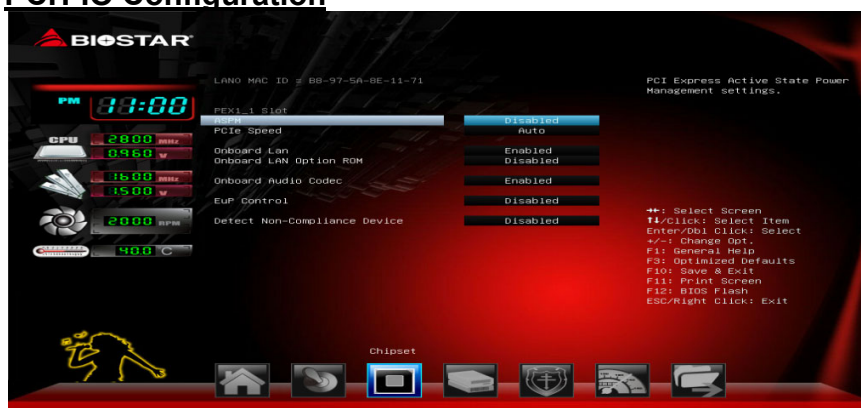 BIOSTAR
LAN0 MAC ID = B8-97-5A-8E-11-71
PCI Express Active State Power
Management settings.
PM 11:00
PEX1_1 Slot
ASPM Disabled
PCIe Speed Auto
CPU 2800 MHz
0.960 V
Onboard Lan Enabled
Onboard LAN Option ROM Disabled
1600 MHz
1.500 V
Onboard Audio Codec Enabled
EuP Control Disabled
2000 RPM
Detect Non-Compliance Device Disabled
40.0 C
→←: Select Screen
↑↓/Click: Select Item
Enter/Dbl Click: Select
+/-: Change Opt.
F1: General Help
F3: Optimized Defaults
F10: Save & Exit
F11: Print Screen
F12: BIOS Flash
ESC/Right Click: Exit
Chipset